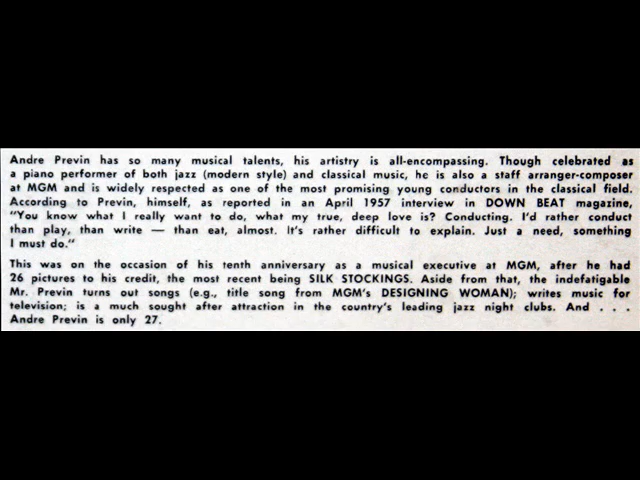 Andre Previn has so many musical talents, his artistry is all-encompassing. Though celebrated as
a piano performer of both jazz (modern style) and classical music, he is also a staff arranger-composer
at MGM and is widely respected as one of the most promising young conductors in the classical field.
According to Previn, himself, as reported in an April 1957 interview in DOWN BEAT magazine,
"You know what I really want to do, what my true, deep love is? Conducting. I'd rather conduct
than play, than write — than eat, almost. It's rather difficult to explain. Just a need, something
I must do."
This was on the occasion of his tenth anniversary as a musical executive at MGM, after he had
26 pictures to his credit, the most recent being SILK STOCKINGS. Aside from that, the indefatigable
Mr. Previn turns out songs (e.g., title song from MGM's DESIGNING WOMAN); writes music for
television; is a much sought after attraction in the country's leading jazz night clubs. And . . .
Andre Previn is only 27.